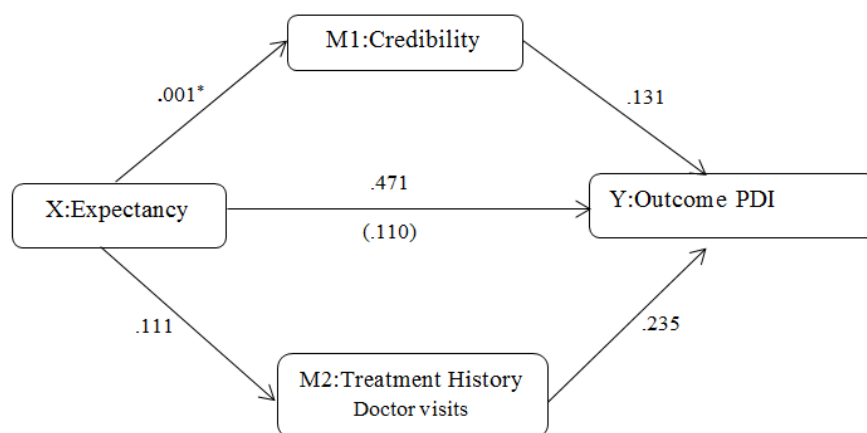 M1:Credibility
.001*
.131
.471
X:Expectancy
Y:Outcome PDI
(.110)
.111
.235
M2:Treatment History
Doctor visits